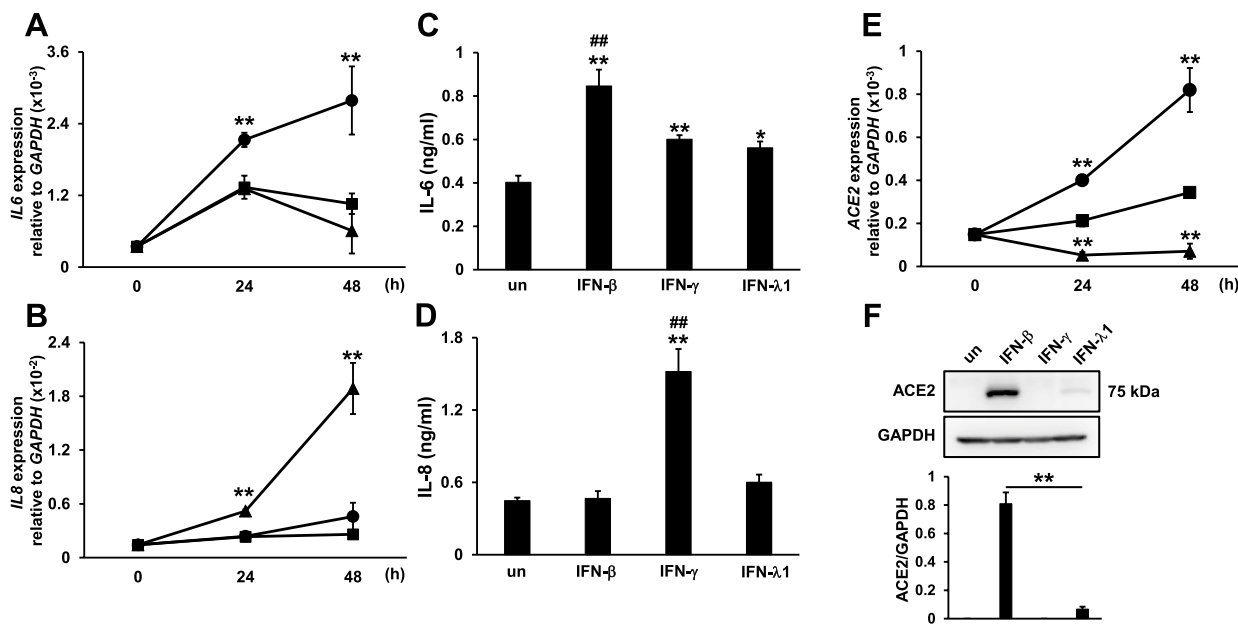 A
IL6 expression
relative to GAPDH (x10⁻³)
3.6
2.4
1.2
0
**
**
0 24 48 (h)
B
IL8 expression
relative to GAPDH (x10⁻²)
2.4
1.8
1.2
0.6
0
**
**
0 24 48 (h)
C
IL-6 (ng/ml)
1
0.8
0.6
0.4
0.2
0
##
**
**
*
un IFN-β IFN-γ IFN-λ1
D
IL-8 (ng/ml)
1.8
1.2
0.6
0
##
**
un IFN-β IFN-γ IFN-λ1
E
ACE2 expression
relative to GAPDH (x10⁻³)
1
0.8
0.6
0.4
0.2
0
**
**
**
**
0 24 48 (h)
F
un IFN-β IFN-γ IFN-λ1
ACE2 75 kDa
GAPDH
ACE2/GAPDH
1
0.8
0.6
0.4
0.2
0
**